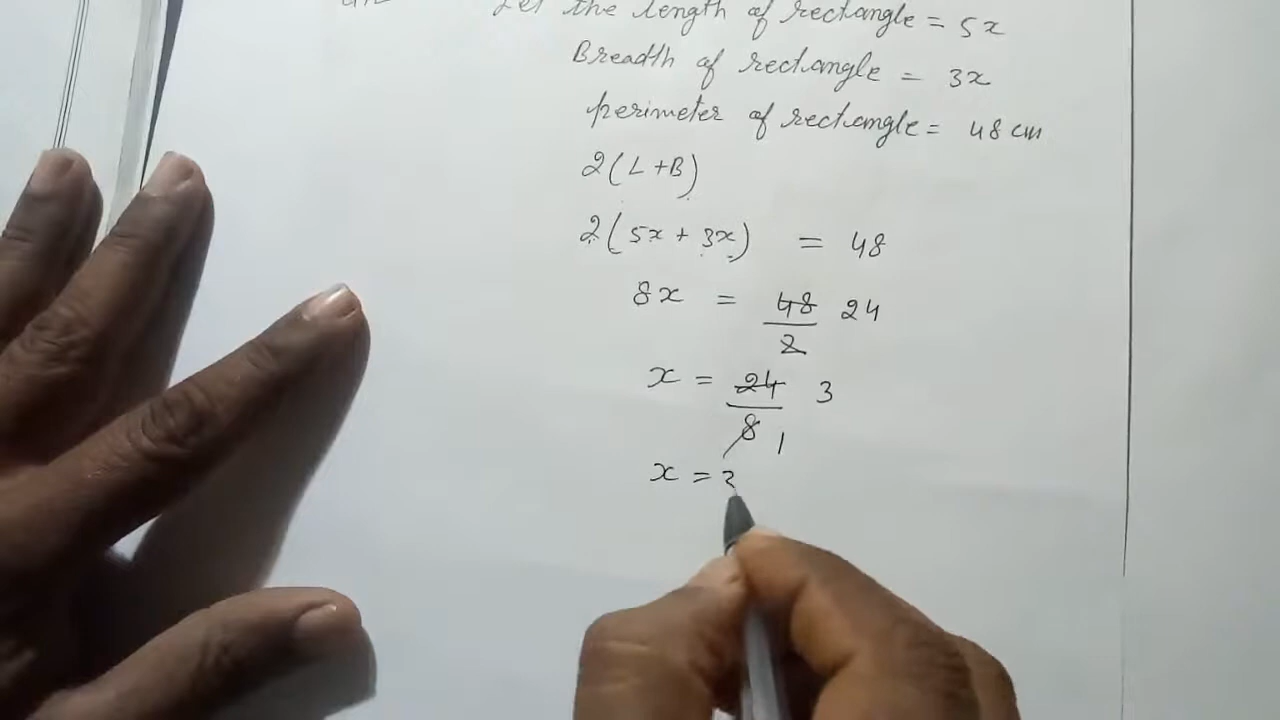 Let the length of rectangle = 5x
Breadth of rectangle = 3x
perimeter of rectangle = 48 cm
2(L+B)
2(5x + 3x) = 48
8x = 48/2 24
x = 24/8 3
1
x = 3